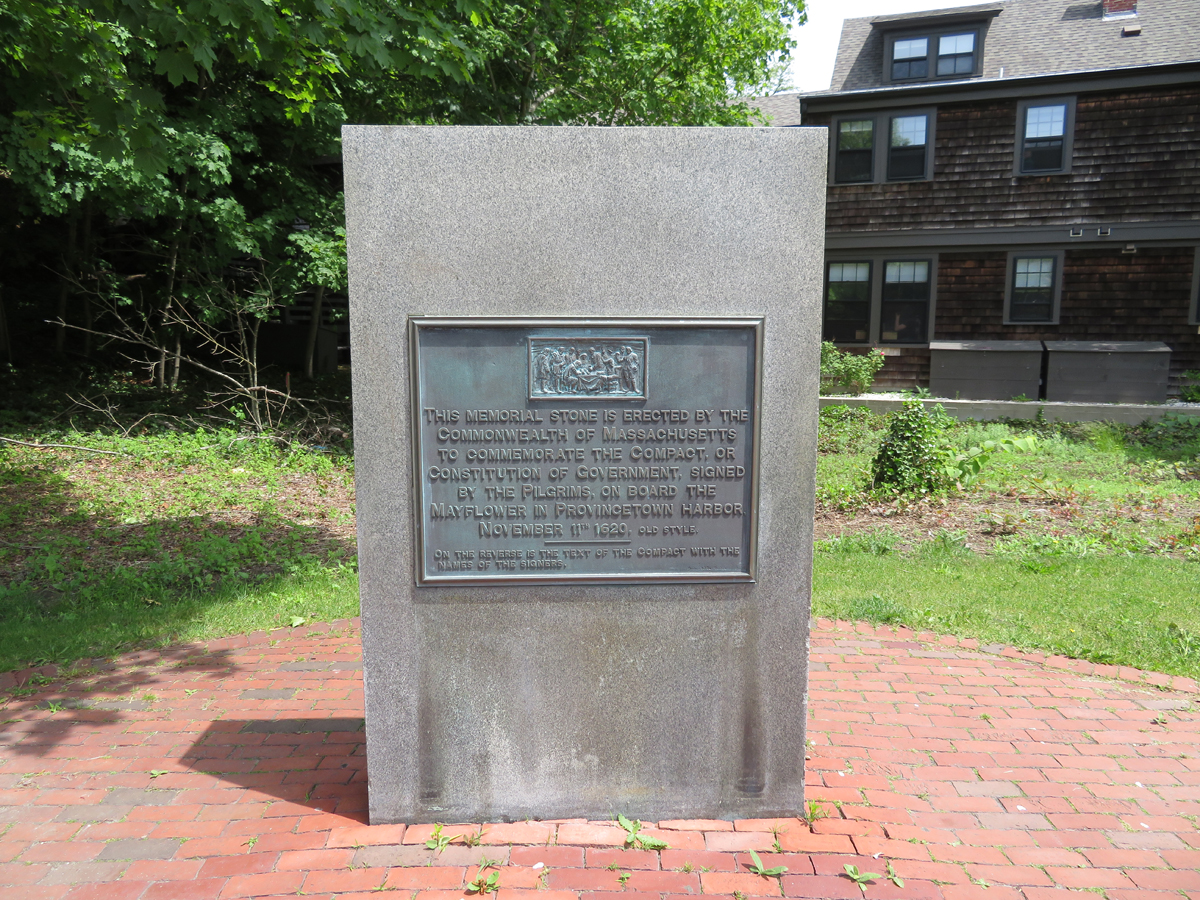 THIS MEMORIAL STONE IS ERECTED BY THE
COMMONWEALTH OF MASSACHUSETTS
TO COMMEMORATE THE COMPACT, OR
CONSTITUTION OF GOVERNMENT, SIGNED
BY THE PILGRIMS, ON BOARD THE
MAYFLOWER IN PROVINCETOWN HARBOR,
NOVEMBER 11TH 1620, OLD STYLE.
ON THE REVERSE IS THE TEXT OF THE COMPACT WITH THE
NAMES OF THE SIGNERS.